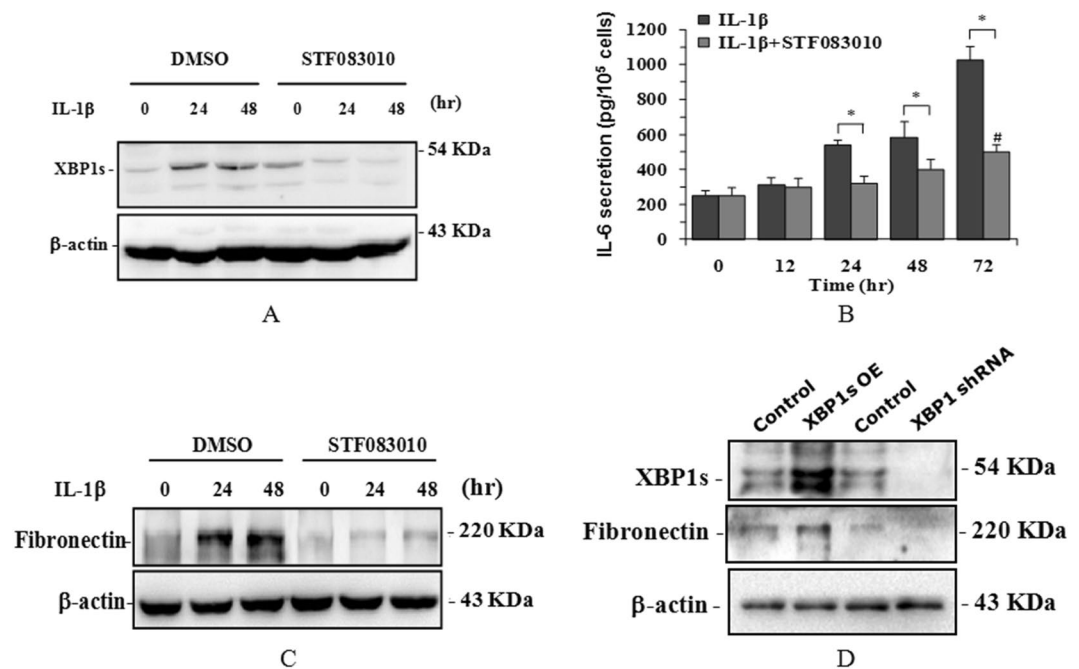 DMSO STF083010
IL-1β 0 24 48 0 24 48 (hr)
XBP1s - - 54 KDa
β-actin - - 43 KDa
A
IL-6 secretion (pg/10⁵ cells)
1200
1000
800
600
400
200
0
IL-1β
IL-1β+STF083010
* * * #
0 12 24 48 72
Time (hr)
B
DMSO STF083010
IL-1β 0 24 48 0 24 48 (hr)
Fibronectin - - 220 KDa
β-actin - - 43 KDa
C
Control XBP1s OE Control XBP1 shRNA
XBP1s - - 54 KDa
Fibronectin - - 220 KDa
β-actin - - 43 KDa
D